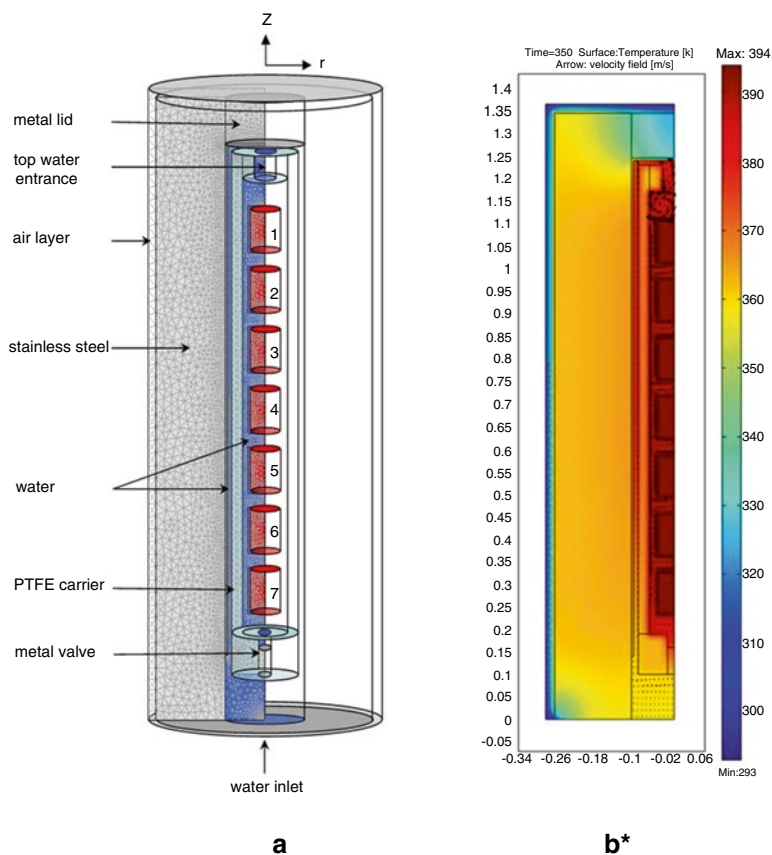 Z
r
metal lid
top water
entrance
air layer
stainless steel
water
PTFE carrier
metal valve
water inlet
1
2
3
4
5
6
7
a
Time=350 Surface:Temperature [k]
Arrow: velocity field [m/s]
Max: 394
1.4
1.35
1.3
1.25
1.2
1.15
1.1
1.05
1
0.95
0.9
0.85
0.8
0.75
0.7
0.65
0.6
0.55
0.5
0.45
0.4
0.35
0.3
0.25
0.2
0.15
0.1
0.05
0
-0.05
-0.34 -0.26 -0.18 -0.1 -0.02 0.06
390
380
370
360
350
340
330
320
310
300
Min:293
b*